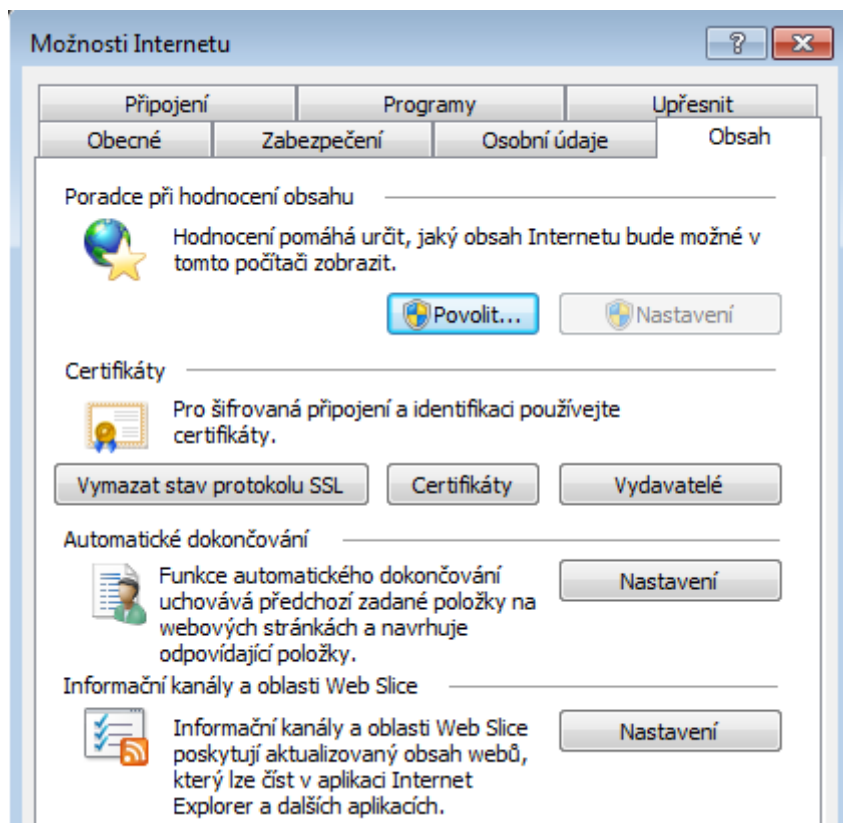 Možnosti Internetu
Připojení Programy Upřesnit
Obecné Zabezpečení Osobní údaje Obsah
Poradce při hodnocení obsahu
Hodnocení pomáhá určit, jaký obsah Internetu bude možné v
tomto počítači zobrazit.
Povolit... Nastavení
Certifikáty
Pro šifrovaná připojení a identifikaci používejte
certifikáty.
Vymazat stav protokolu SSL Certifikáty Vydavatelé
Automatické dokončování
Funkce automatického dokončování
uchovává předchozí zadané položky na
webových stránkách a navrhuje
odpovídající položky.
Nastavení
Informační kanály a oblasti Web Slice
Informační kanály a oblasti Web Slice
poskytují aktualizovaný obsah webů,
který lze číst v aplikaci Internet
Explorer a dalších aplikacích.
Nastavení